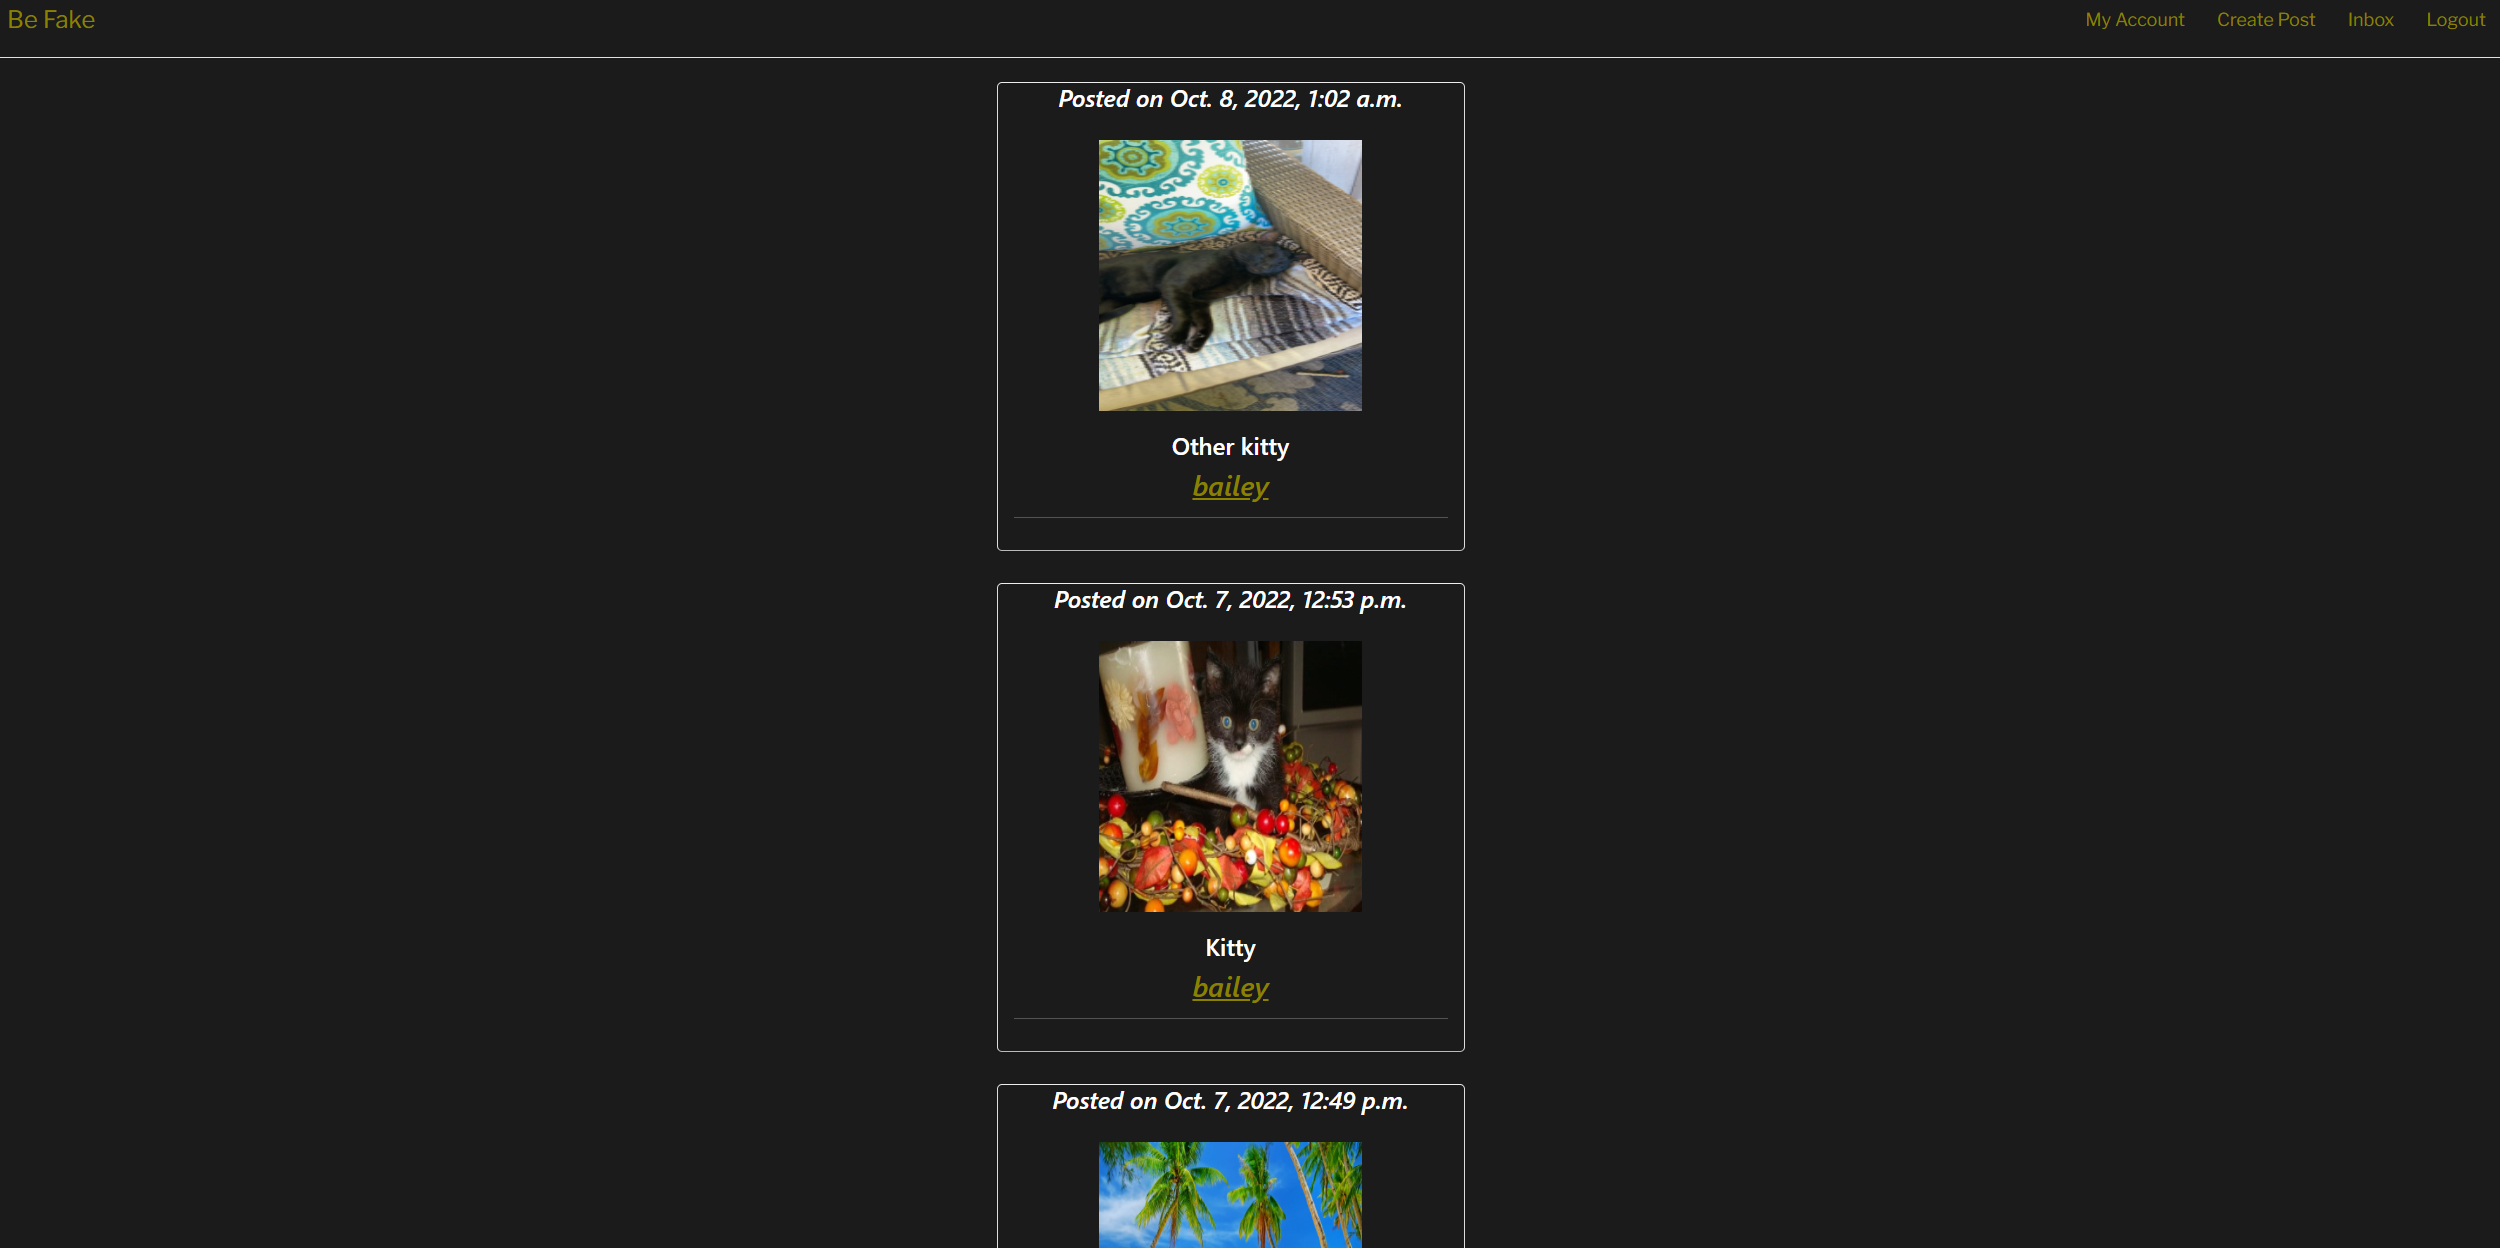 Be Fake
My Account Create Post Inbox Logout
Posted on Oct. 8, 2022, 1:02 a.m.
Other kitty
bailey
Posted on Oct. 7, 2022, 12:53 p.m.
Kitty
bailey
Posted on Oct. 7, 2022, 12:49 p.m.